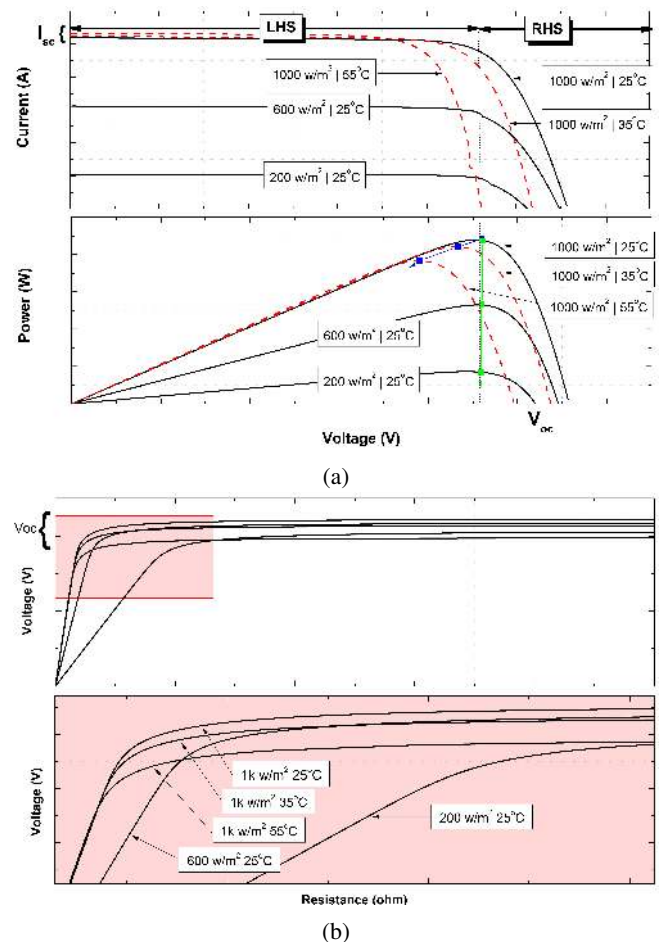 LHS
RHS
Isc {
Current (A)
1000 w/m² | 55°C
1000 w/m² | 25°C
600 w/m² | 25°C
1000 w/m² | 35°C
200 w/m² | 25°C
Power (W)
1000 w/m² | 25°C
1000 w/m² | 35°C
1000 w/m² | 55°C
600 w/m² | 25°C
200 w/m² | 25°C
Voc
Voltage (V)
(a)
Voc {
Voltage (V)
Voltage (V)
1k w/m² 25°C
1k w/m² 35°C
200 w/m² 25°C
1k w/m² 55°C
600 w/m² 25°C
Resistance (ohm)
(b)